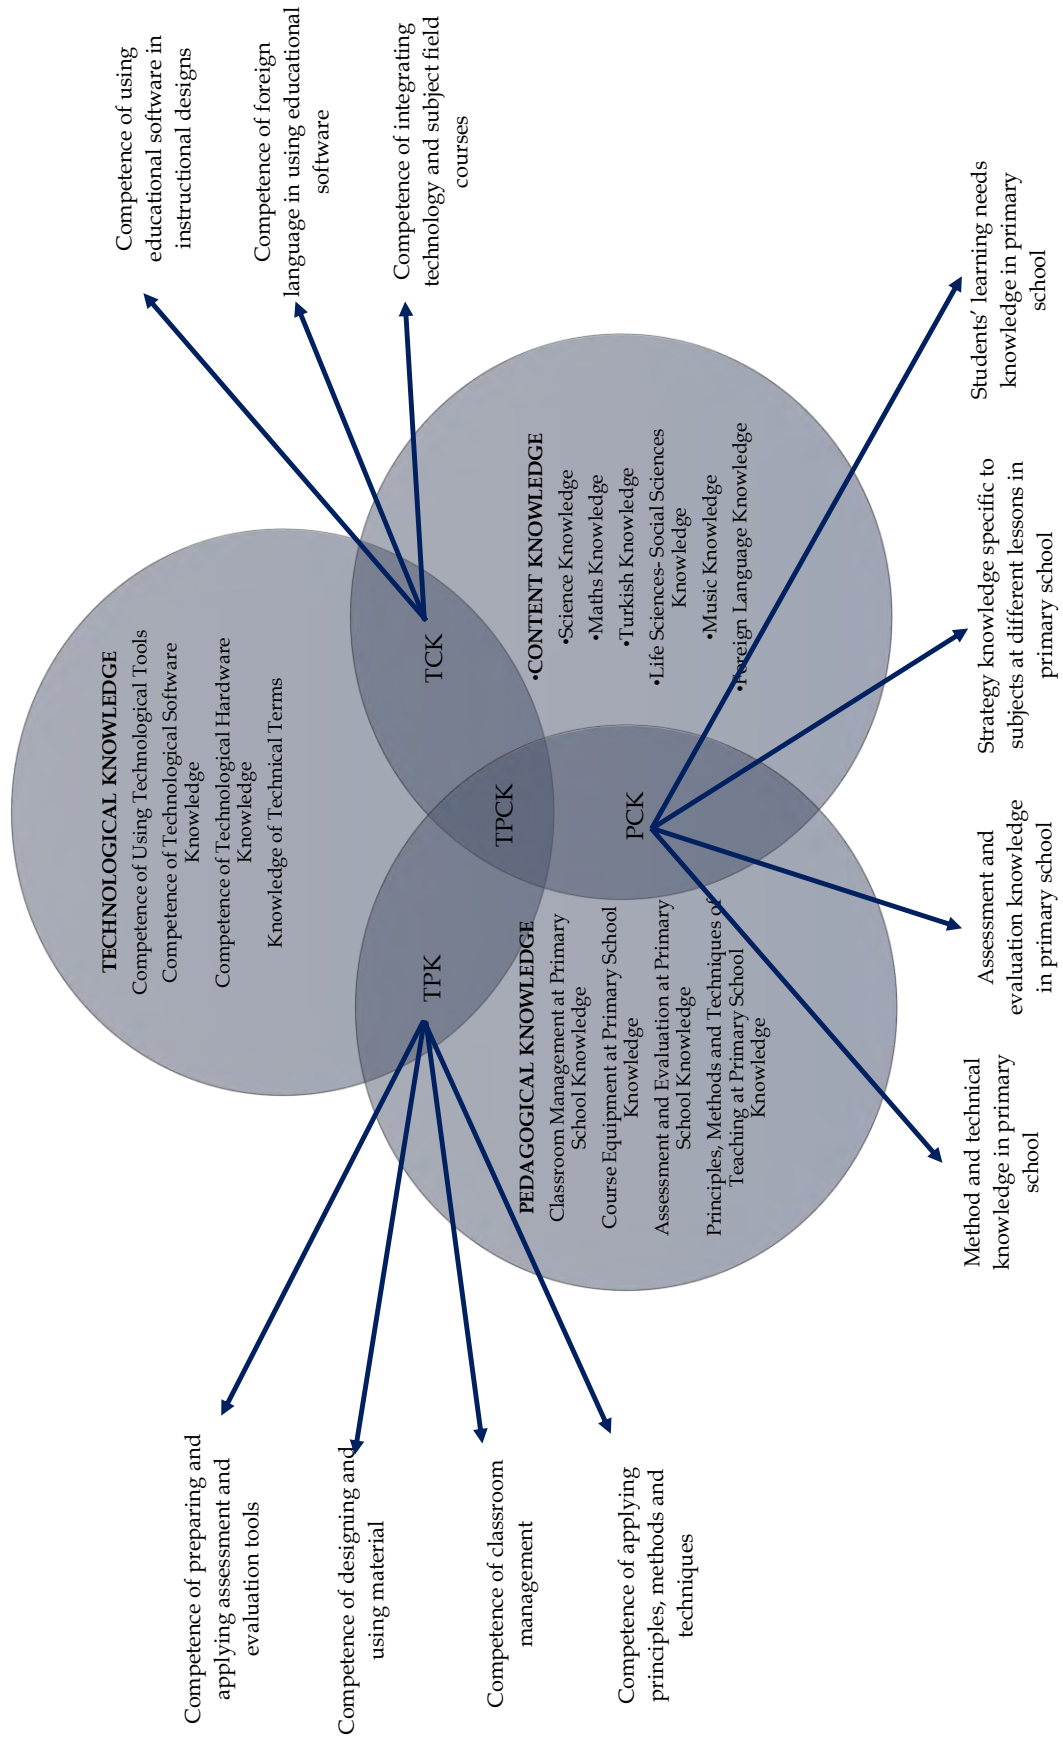 TECHNOLOGICAL KNOWLEDGE
Competence of Using Technological Tools
Competence of Technological Software
Knowledge
Competence of Technological Hardware
Knowledge
Knowledge of Technical Terms
Competence of preparing and
applying assessment and
evaluation tools
Competence of designing and
using material
Competence of classroom
management
Competence of applying
principles, methods and
techniques
TPK
TPCK
TCK
PCK
Competence of using
educational software in
instructional designs
Competence of foreign
language in using educational
software
Competence of integrating
technology and subject field
courses
PEDAGOGICAL KNOWLEDGE
Classroom Management at Primary
School Knowledge
Course Equipment at Primary School
Knowledge
Assessment and Evaluation at Primary
School Knowledge
Principles, Methods and Techniques of
Teaching at Primary School
Knowledge
•CONTENT KNOWLEDGE
•Science Knowledge
•Maths Knowledge
•Turkish Knowledge
•Life Sciences- Social Sciences
Knowledge
•Music Knowledge
•Foreign Language Knowledge
Method and technical
knowledge in primary
school
Assessment and
evaluation knowledge
in primary school
Strategy knowledge specific to
subjects at different lessons in
primary school
Students' learning needs
knowledge in primary
school